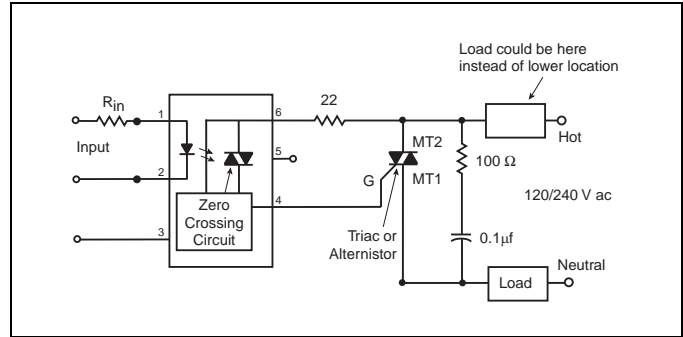 Load could be here
instead of lower location
Rin
1
6
22
Hot
Input
5
MT2
100 Ω
G
MT1
2
4
120/240 V ac
Zero
Crossing
Circuit
3
Triac or
Alternistor
0.1µf
Neutral
Load